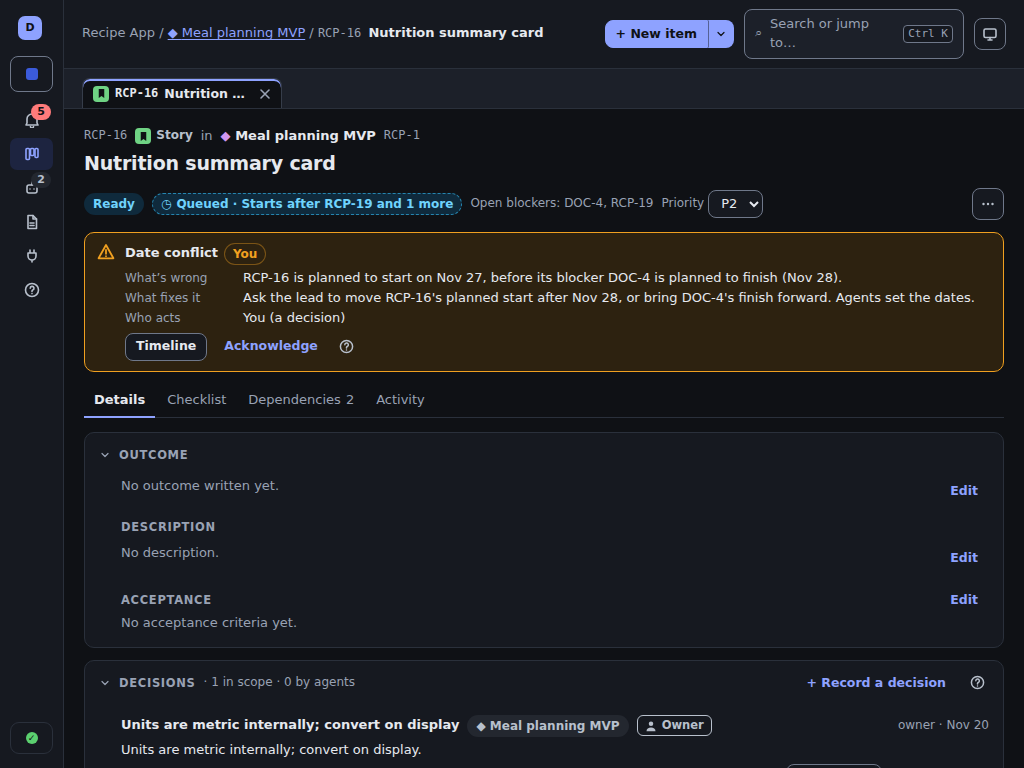 D
Recipe App / ◆ Meal planning MVP / RCP-16 Nutrition summary card
+ New item
Search or jump to…
Ctrl K
5
2
RCP-16 Nutrition …
RCP-16 Story in ◆ Meal planning MVP RCP-1
Nutrition summary card
Ready
Queued · Starts after RCP-19 and 1 more
Open blockers: DOC-4, RCP-19 Priority P2
Date conflict You
What's wrong RCP-16 is planned to start on Nov 27, before its blocker DOC-4 is planned to finish (Nov 28).
What fixes it Ask the lead to move RCP-16's planned start after Nov 28, or bring DOC-4's finish forward. Agents set the dates.
Who acts You (a decision)
Timeline Acknowledge
Details Checklist Dependencies 2 Activity
OUTCOME
No outcome written yet.
Edit
DESCRIPTION
No description.
Edit
ACCEPTANCE
Edit
No acceptance criteria yet.
DECISIONS · 1 in scope · 0 by agents
+ Record a decision
Units are metric internally; convert on display ◆ Meal planning MVP Owner
owner · Nov 20
Units are metric internally; convert on display.